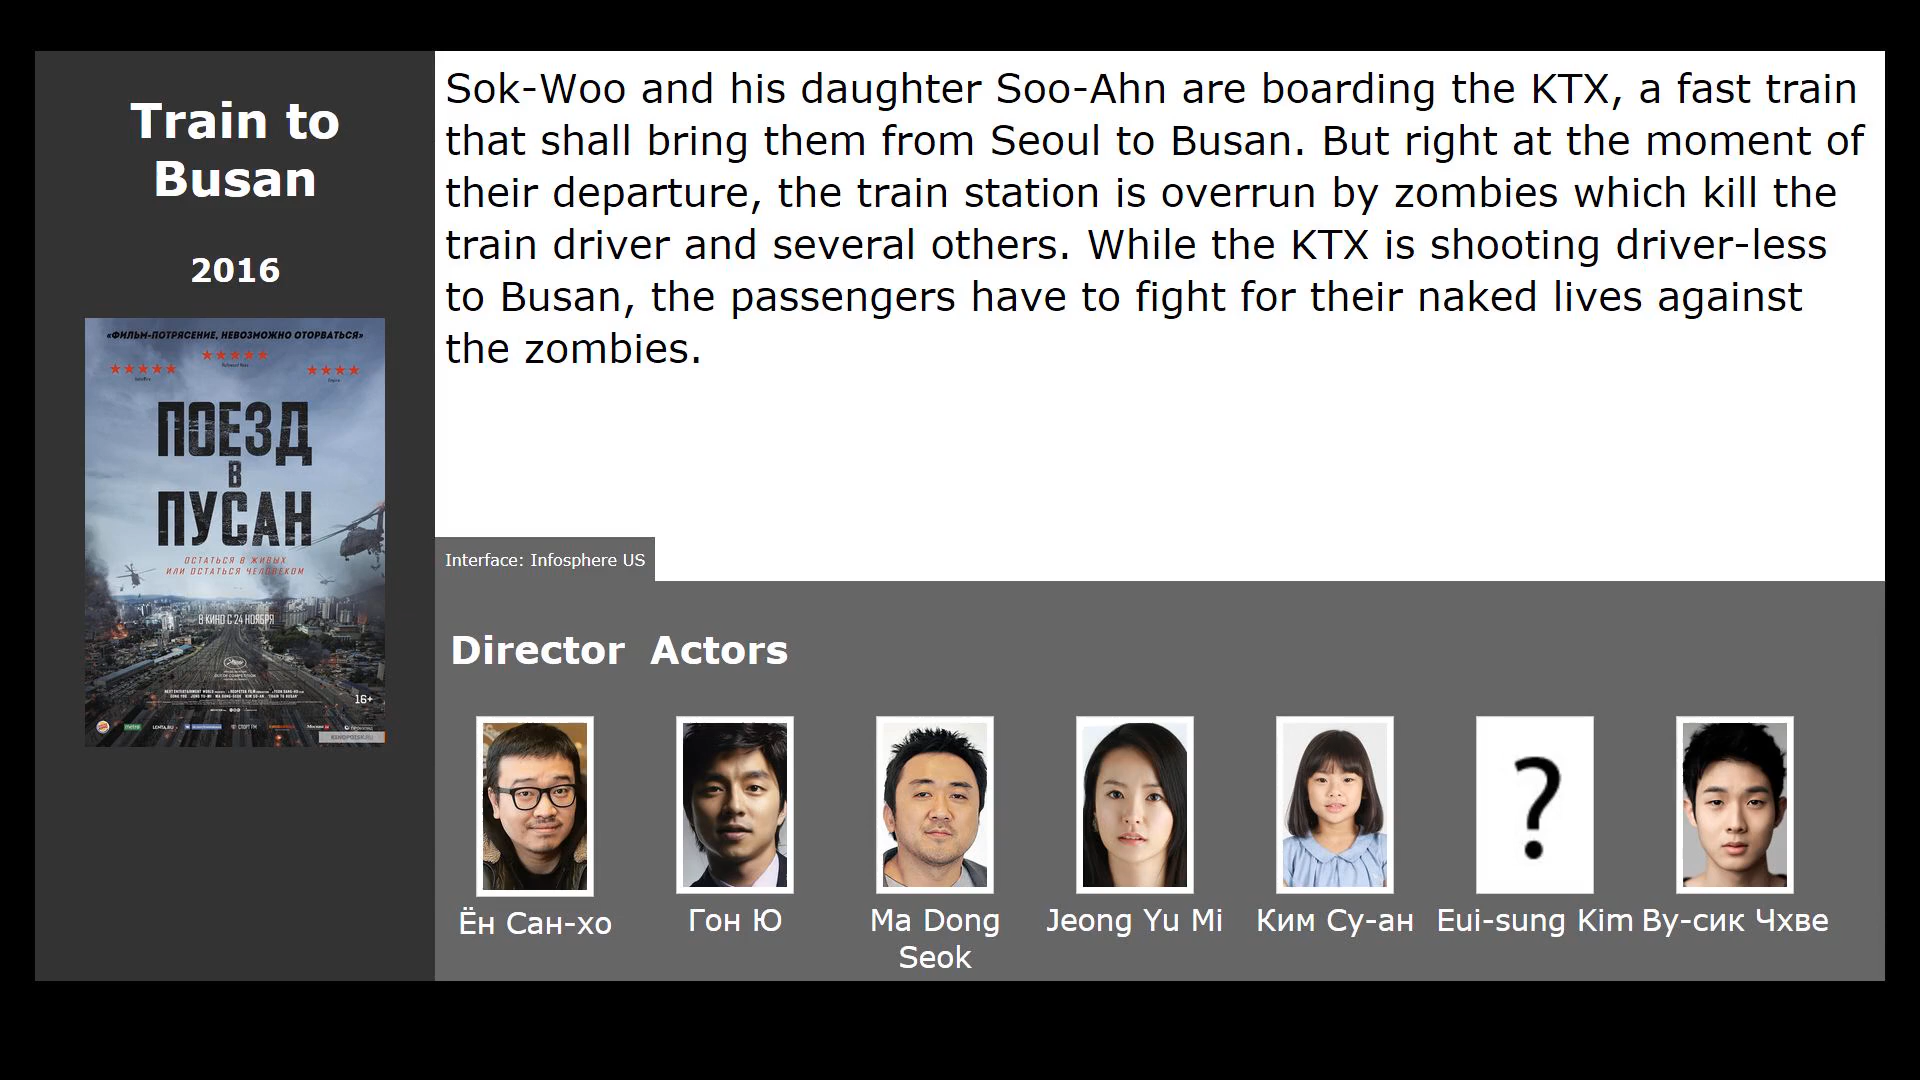 Train to
Busan
2016
«ФИЛЬМ-ПОТРЯСЕНИЕ, НЕВОЗМОЖНО ОТОРВАТЬСЯ»
ПОЕЗД
В
ПУСАН
ОСТАТЬСЯ В ЖИВЫХ
ИЛИ ОСТАТЬСЯ ЧЕЛОВЕКОМ
В КИНО С 24 НОЯБРЯ
16+
LENTA.RU
KINOPOISK.RU
Sok-Woo and his daughter Soo-Ahn are boarding the KTX, a fast train
that shall bring them from Seoul to Busan. But right at the moment of
their departure, the train station is overrun by zombies which kill the
train driver and several others. While the KTX is shooting driver-less
to Busan, the passengers have to fight for their naked lives against
the zombies.
Interface: Infosphere US
Director Actors
Ён Сан-хо
Гон Ю
Ma Dong
Seok
Jeong Yu Mi
Ким Су-ан
Eui-sung Kim
Ву-сик Чхве